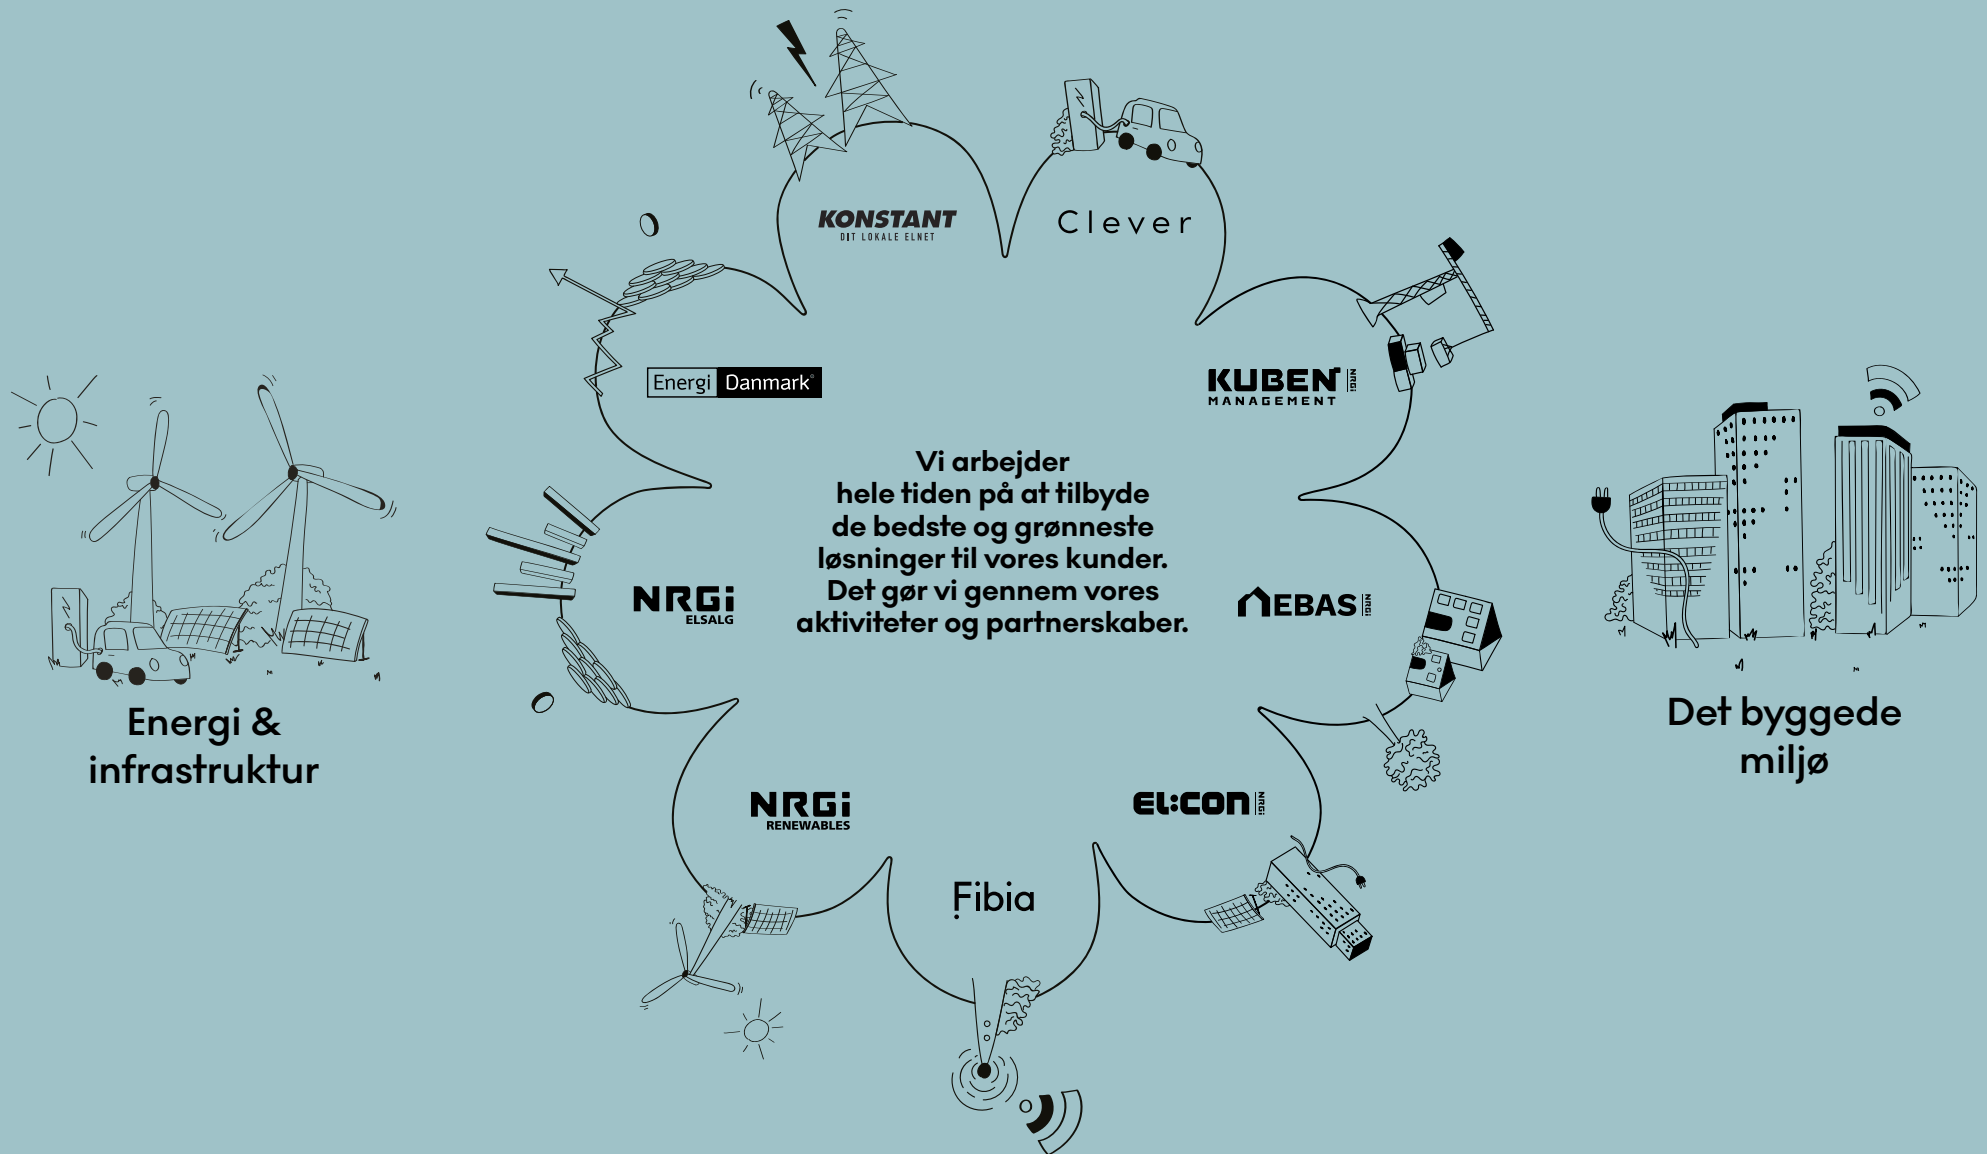 KONSTANT
DIT LOKALE ELNET
Clever
Energi Danmark
KUBEN NRGi
MANAGEMENT
Vi arbejder
hele tiden på at tilbyde
de bedste og grønneste
løsninger til vores kunder.
Det gør vi gennem vores
aktiviteter og partnerskaber.
NRGi
ELSALG
EBAS NRGi
Energi &
infrastruktur
Det byggede
miljø
NRGi
RENEWABLES
EL:CON NRGi
Fibia